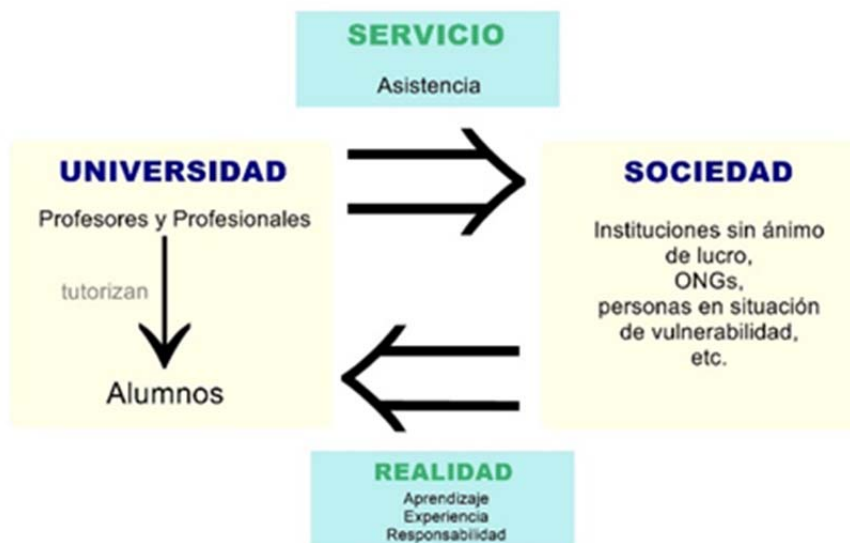 SERVICIO
Asistencia
UNIVERSIDAD
Profesores y Profesionales
tutorizan
Alumnos
SOCIEDAD
Instituciones sin ánimo
de lucro,
ONGs,
personas en situación
de vulnerabilidad,
etc.
REALIDAD
Aprendizaje
Experiencia
Responsabilidad